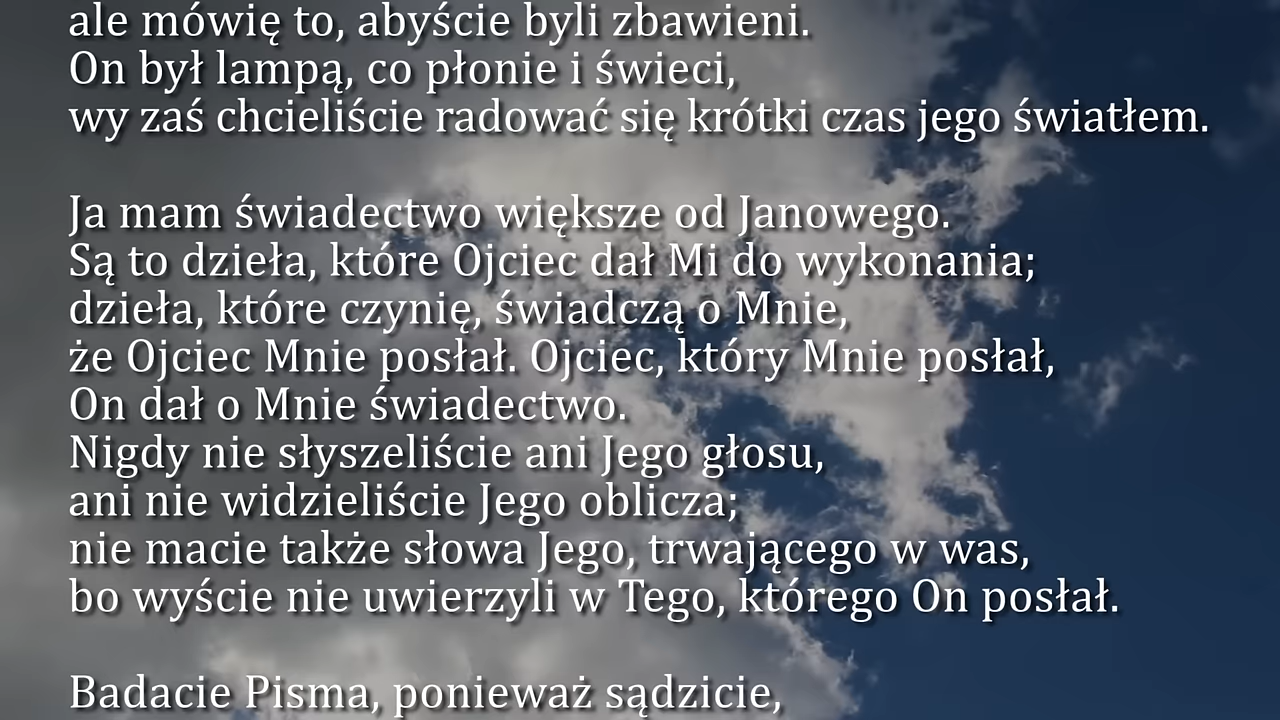 ale mówię to, abyście byli zbawieni.
On był lampą, co płonie i świeci,
wy zaś chcieliście radować się krótki czas jego światłem.
Ja mam świadectwo większe od Janowego.
Są to dzieła, które Ojciec dał Mi do wykonania;
dzieła, które czynię, świadczą o Mnie,
że Ojciec Mnie posłał. Ojciec, który Mnie posłał,
On dał o Mnie świadectwo.
Nigdy nie słyszeliście ani Jego głosu,
ani nie widzieliście Jego oblicza;
nie macie także słowa Jego, trwającego w was,
bo wyście nie uwierzyli w Tego, którego On posłał.
Badacie Pisma, ponieważ sądzicie,